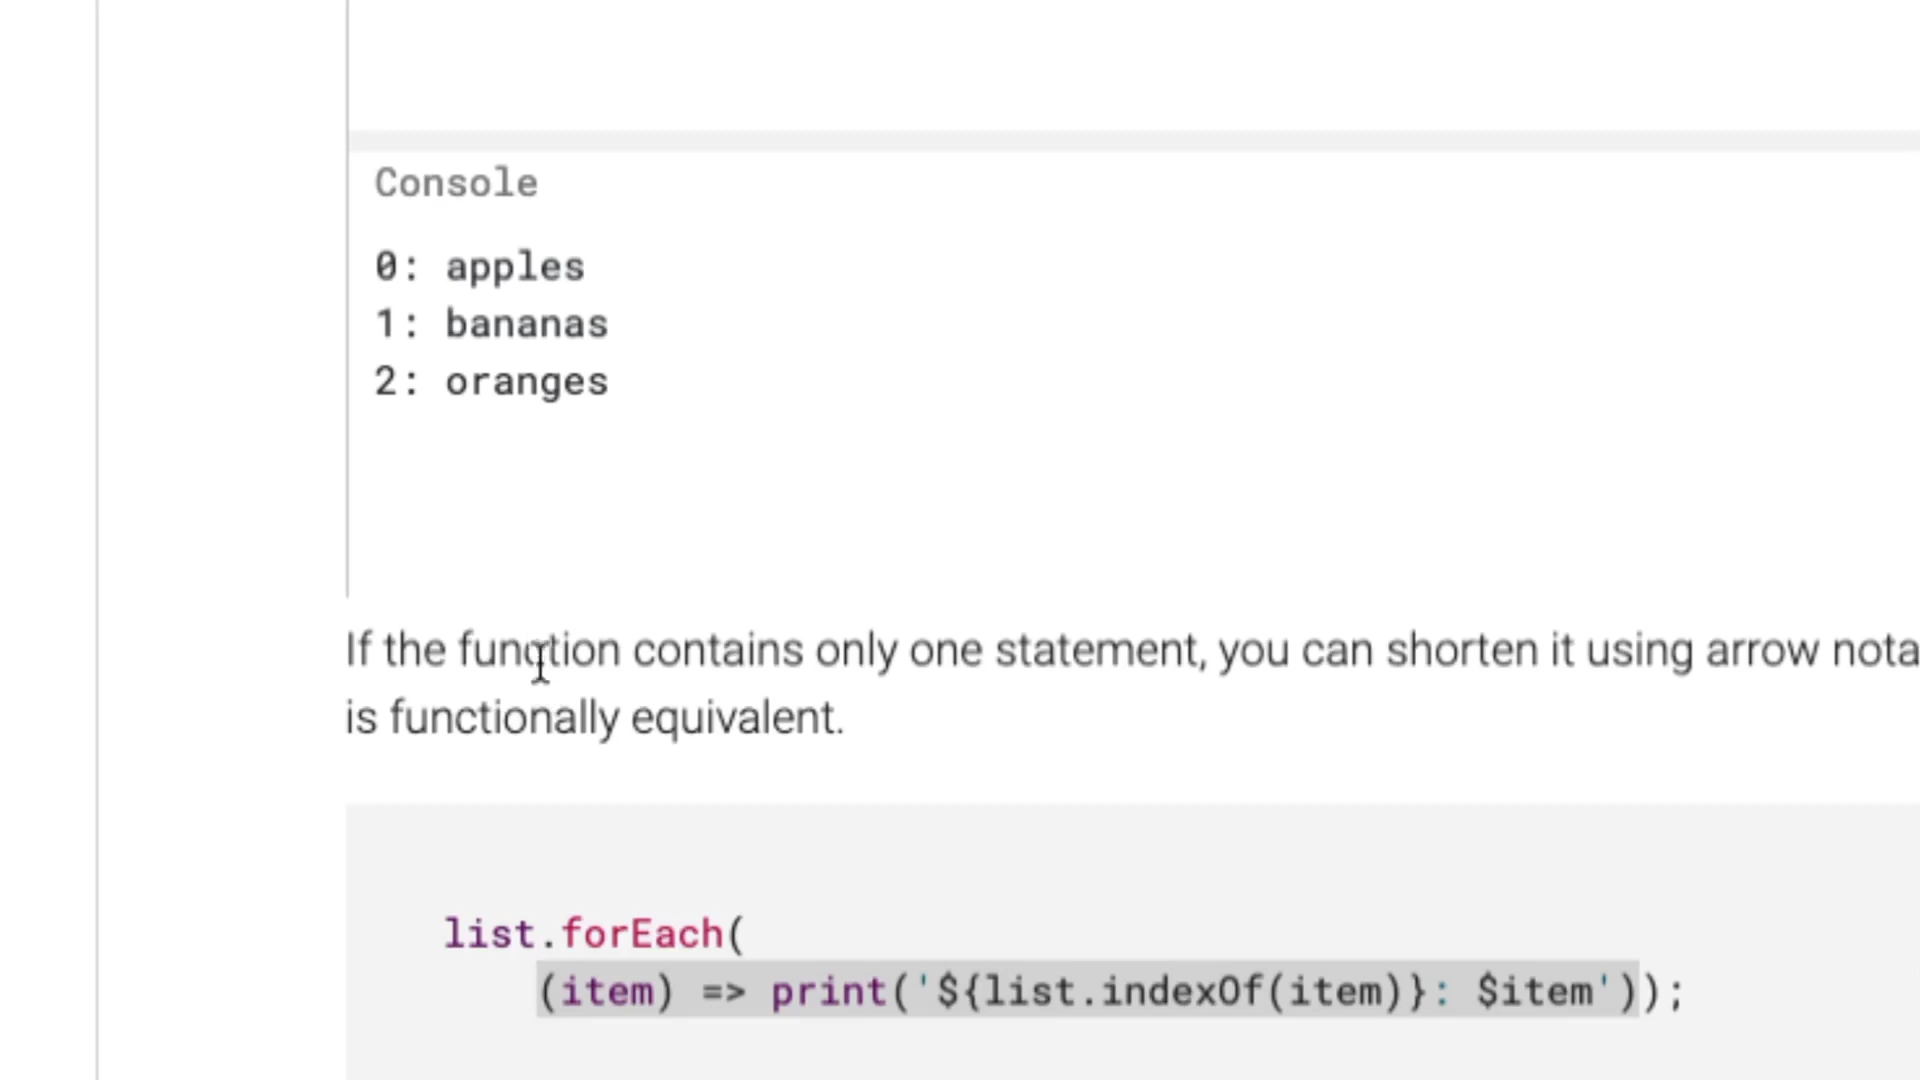 Console
0: apples
1: bananas
2: oranges
If the function contains only one statement, you can shorten it using arrow
is functionally equivalent.
list.forEach(
(item) => print('${list.indexOf(item)}: $item'));